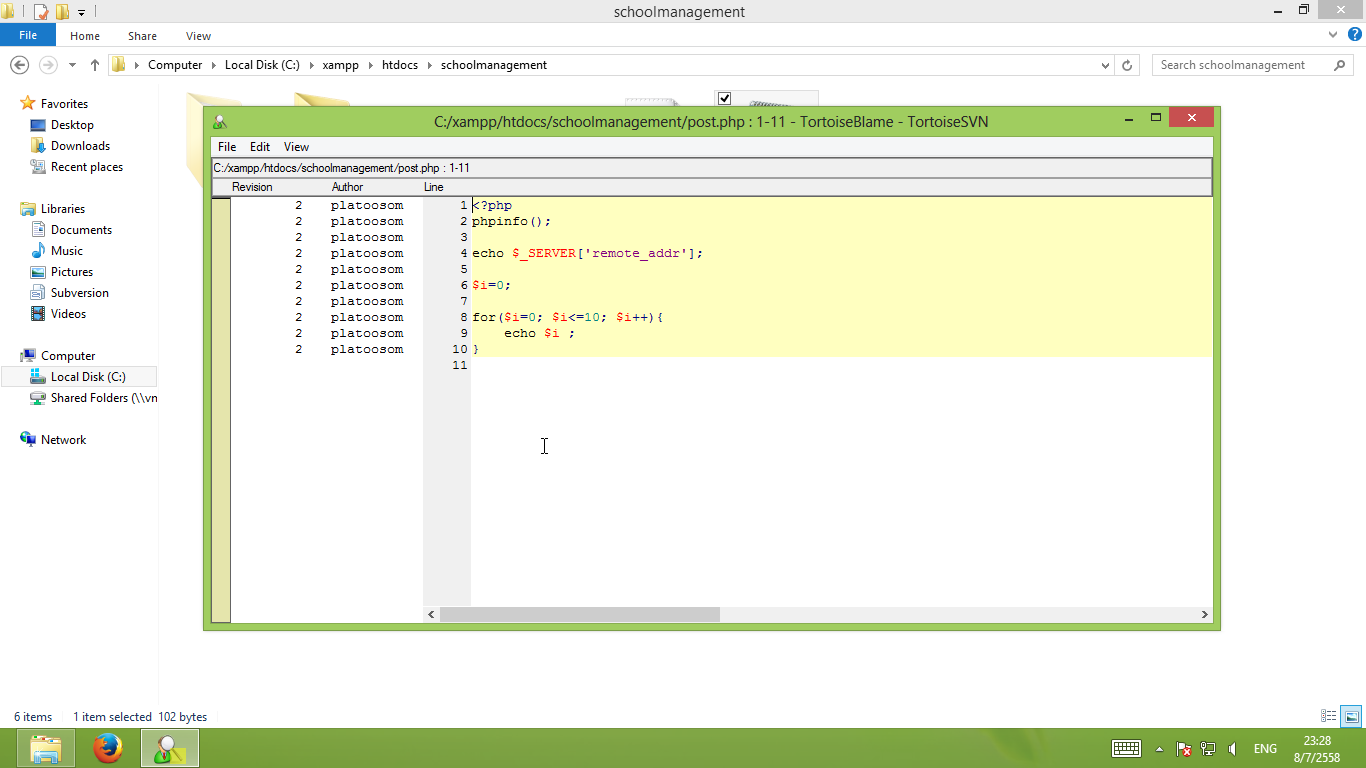 schoolmanagement
File Home Share View
Computer Local Disk (C:) xampp htdocs schoolmanagement
Search schoolmanagement
Favorites
Desktop
Downloads
Recent places
Libraries
Documents
Music
Pictures
Subversion
Videos
Computer
Local Disk (C:)
Shared Folders (\\vn
Network
C:/xampp/htdocs/schoolmanagement/post.php : 1-11 - TortoiseBlame - TortoiseSVN
File Edit View
C:/xampp/htdocs/schoolmanagement/post.php : 1-11
Revision Author Line
2 platoosom 1 <?php
2 platoosom 2 phpinfo();
2 platoosom 3
2 platoosom 4 echo $_SERVER['remote_addr'];
2 platoosom 5
2 platoosom 6 $i=0;
2 platoosom 7
2 platoosom 8 for($i=0; $i<=10; $i++){
2 platoosom 9 echo $i ;
2 platoosom 10 }
11
6 items 1 item selected 102 bytes
ENG
23:28
8/7/2558